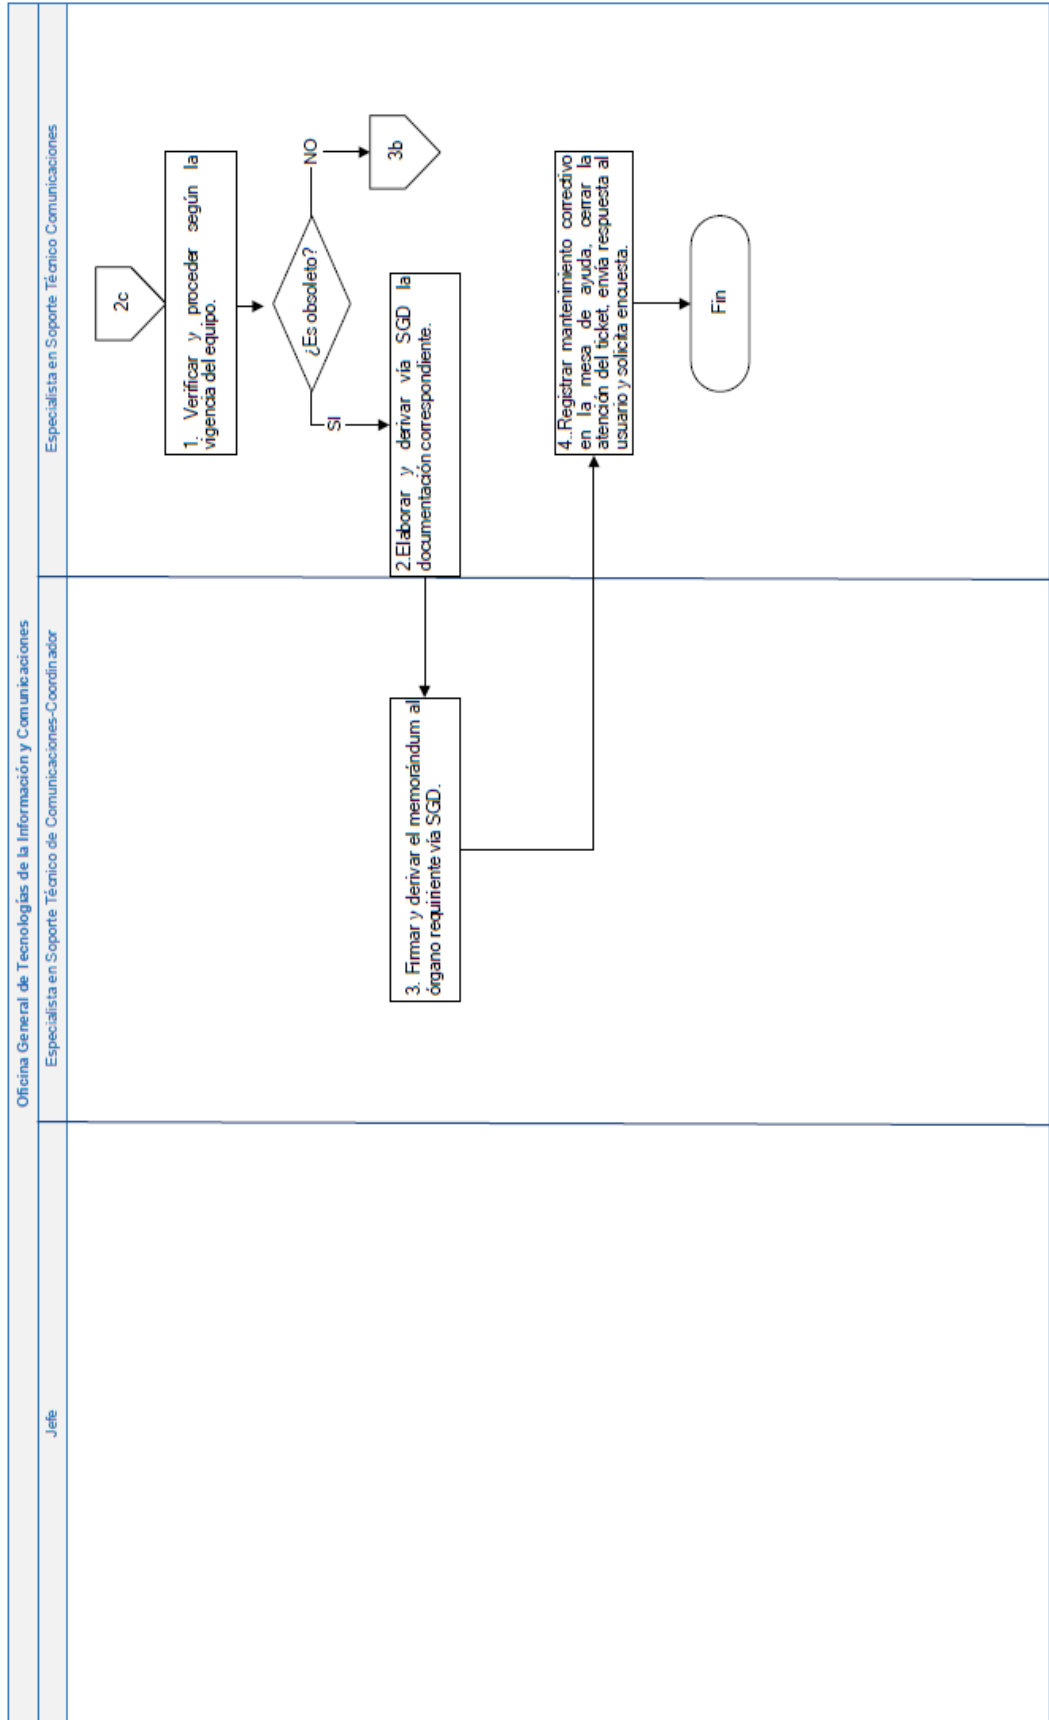 Oficina General de Tecnologías de la Información y Comunicaciones
Jefe
Especialista en Soporte Técnico de Comunicaciones-Coordinador
Especialista en Soporte Técnico Comunicaciones
2c
1. Verificar y proceder según la
vigencia del equipo.
¿Es obsoleto?
SI
NO
3b
2.Elaborar y derivar vía SGD la
documentación correspondiente.
3. Firmar y derivar el memorándum al
órgano requiriente vía SGD.
4..Registrar mantenimiento correctivo
en la mesa de ayuda, cerrar la
atención del ticket, envía respuesta al
usuario y solicita encuesta.
Fin